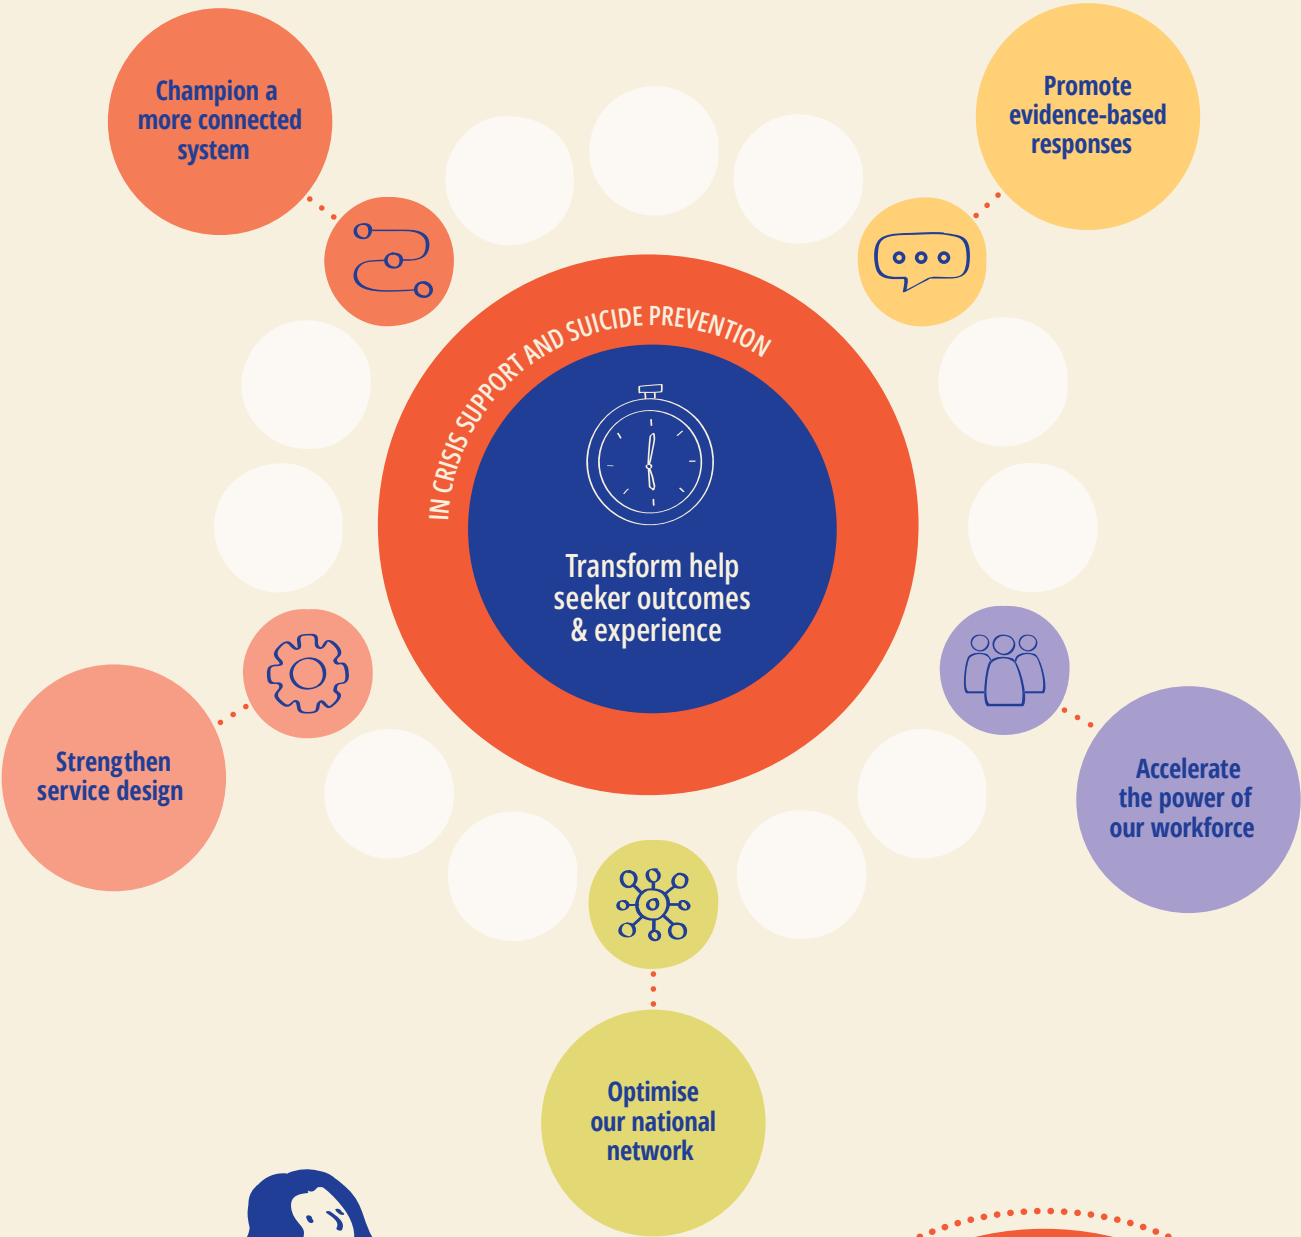 Champion a
more connected
system
Promote
evidence-based
responses
IN CRISIS SUPPORT AND SUICIDE PREVENTION
Transform help
seeker outcomes
& experience
Strengthen
service design
Accelerate
the power of
our workforce
Optimise
our national
network